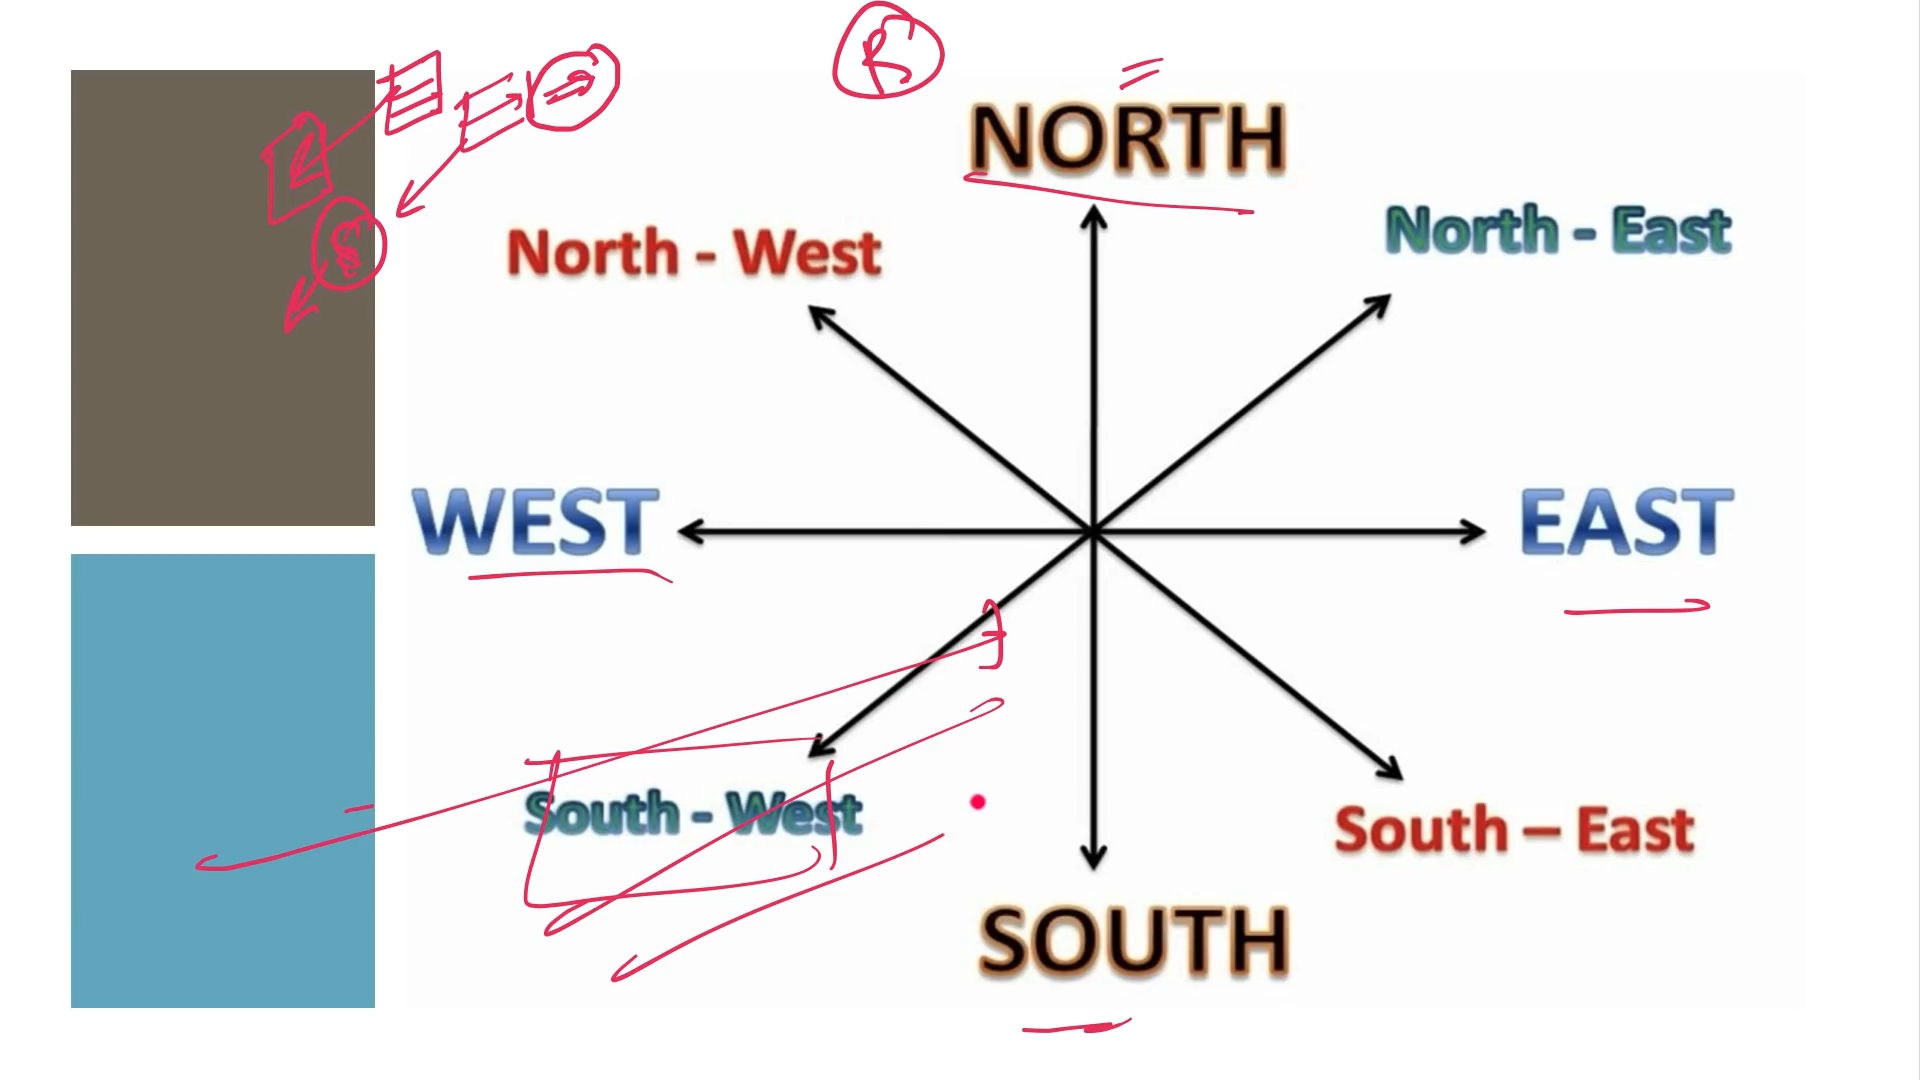 NORTH
North - East
North - West
WEST
EAST
South - West
South – East
SOUTH